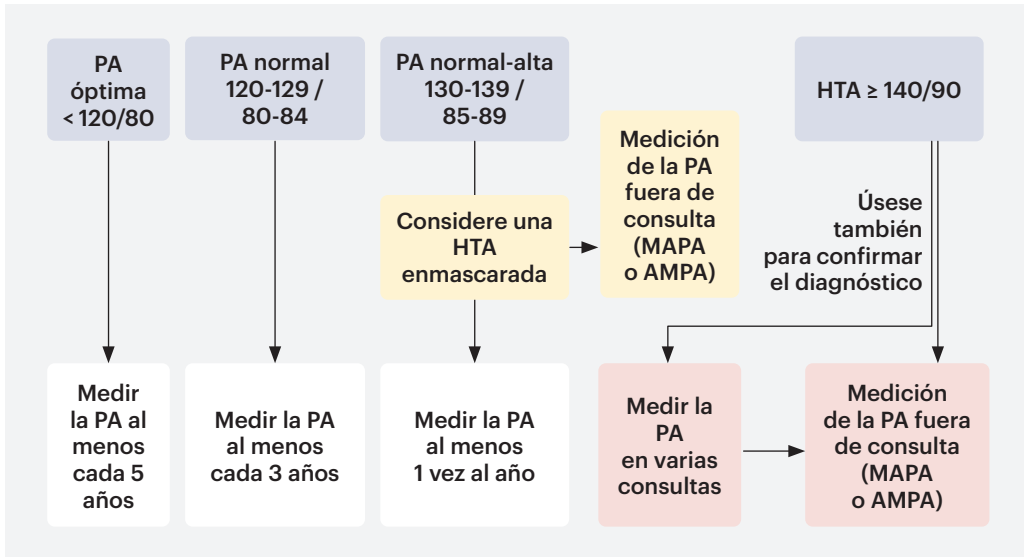 PA
óptima
< 120/80
PA normal
120-129 /
80-84
PA normal-alta
130-139 /
85-89
HTA ≥ 140/90
Considere una
HTA
enmascarada
Medición
de la PA
fuera de
consulta
(MAPA
o AMPA)
Úsese
también
para confirmar
el diagnóstico
Medir
la PA al
menos
cada 5
años
Medir la PA
al menos
cada 3 años
Medir la PA
al menos
1 vez al año
Medir la
PA
en varias
consultas
Medición
de la PA fuera
de consulta
(MAPA
o AMPA)